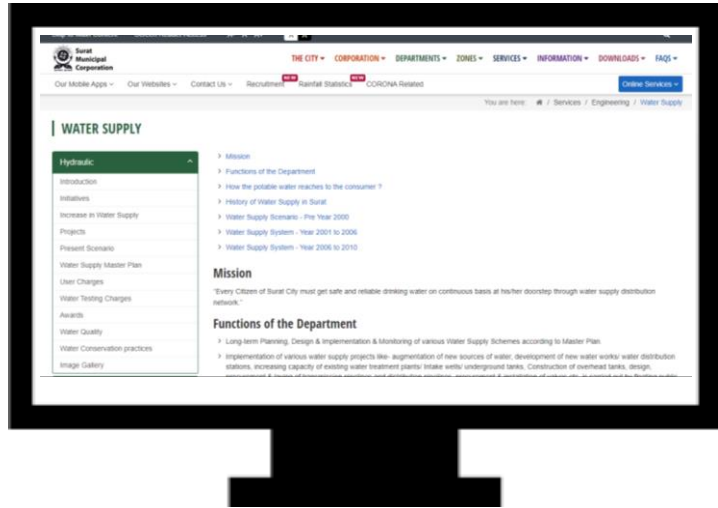 Surat
Municipal
Corporation
THE CITY CORPORATION DEPARTMENTS ZONES SERVICES INFORMATION DOWNLOADS FAQS
Our Mobile Apps Our Websites Contact Us Recruitment NEW Rainfall Statistics NEW CORONA Related Online Services
You are here: / Services / Engineering / Water Supply
WATER SUPPLY
Hydraulic
Introduction
Initiatives
Increase in Water Supply
Projects
Present Scenario
Water Supply Master Plan
User Charges
Water Testing Charges
Awards
Water Quality
Water Conservation practices
Image Gallery
Mission
Functions of the Department
How the potable water reaches to the consumer ?
History of Water Supply in Surat
Water Supply Scenario - Pre Year 2000
Water Supply System - Year 2001 to 2006
Water Supply System - Year 2006 to 2010
Mission
"Every Citizen of Surat City must get safe and reliable drinking water on continuous basis at his/her doorstep through water supply distribution
network."
Functions of the Department
Long-term Planning, Design & Implementation & Monitoring of various Water Supply Schemes according to Master Plan.
Implementation of various water supply projects like- augmentation of new sources of water, development of new water works/ water distribution
stations, increasing capacity of existing water treatment plants/ Intake wells/ underground tanks, Construction of overhead tanks, design,